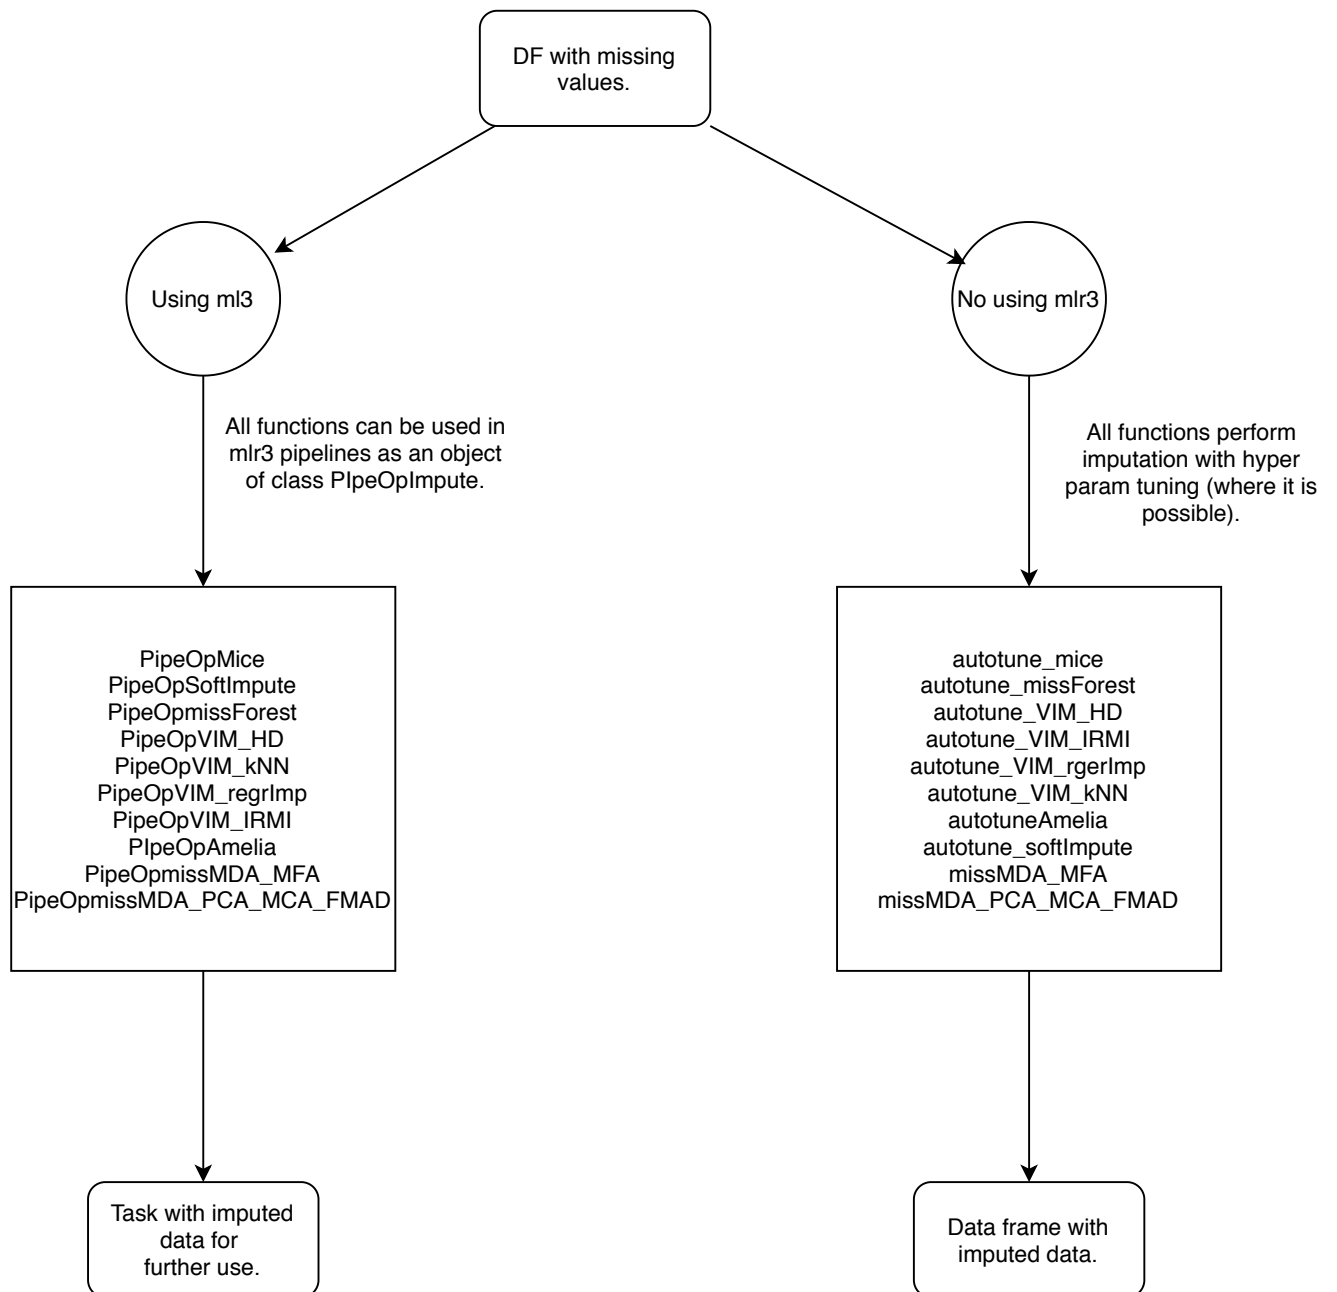 DF with missing
values.
Using ml3
No using mlr3
All functions can be used in
mlr3 pipelines as an object
of class PIpeOpImpute.
All functions perform
imputation with hyper
param tuning (where it is
possible).
PipeOpMice
PipeOpSoftImpute
PipeOpmissForest
PipeOpVIM_HD
PipeOpVIM_kNN
PipeOpVIM_regrImp
PipeOpVIM_IRMI
PIpeOpAmelia
PipeOpmissMDA_MFA
PipeOpmissMDA_PCA_MCA_FMAD
autotune_mice
autotune_missForest
autotune_VIM_HD
autotune_VIM_IRMI
autotune_VIM_rgerImp
autotune_VIM_kNN
autotuneAmelia
autotune_softImpute
missMDA_MFA
missMDA_PCA_MCA_FMAD
Task with imputed
data for
further use.
Data frame with
imputed data.